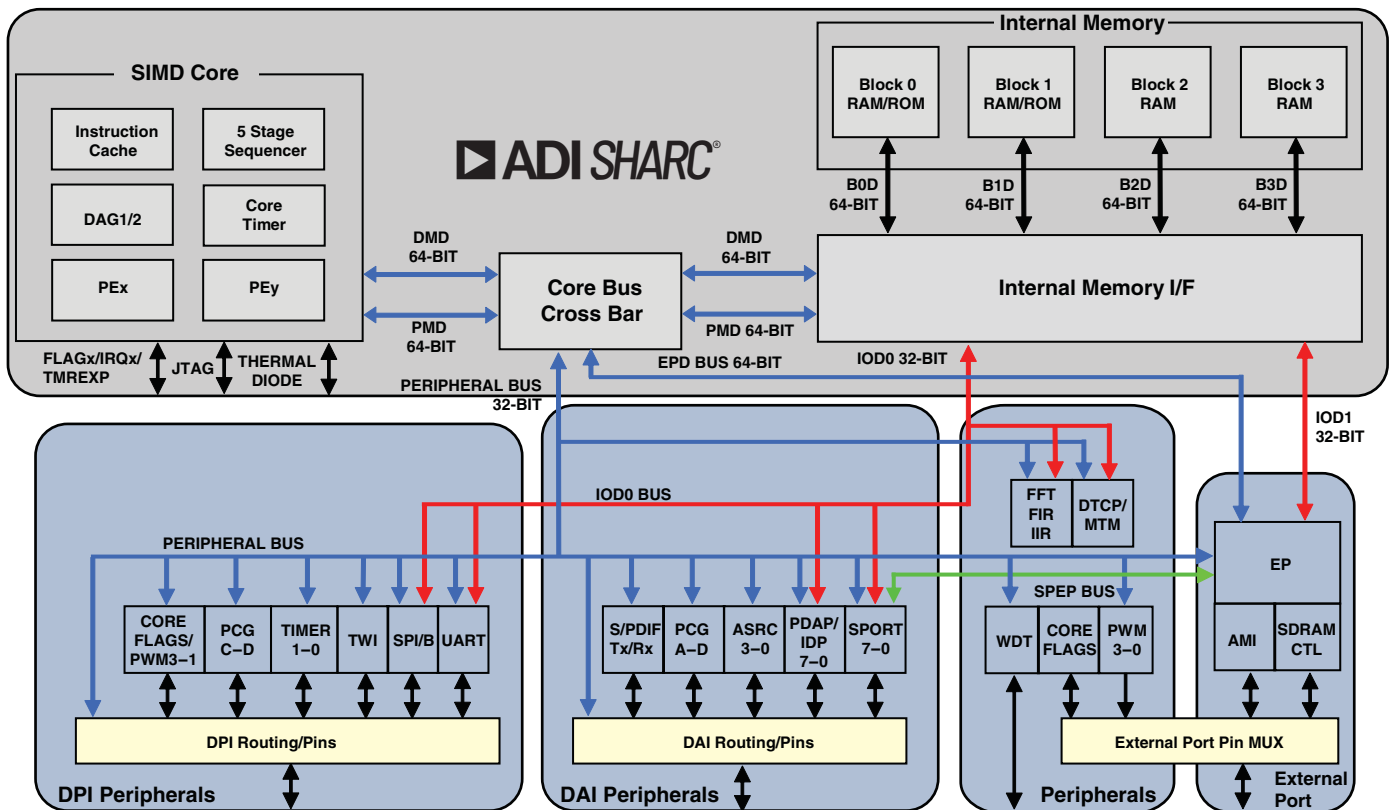 Internal Memory
SIMD Core
Block 0
RAM/ROM
Block 1
RAM/ROM
Block 2
RAM
Block 3
RAM
Instruction
Cache
5 Stage
Sequencer
ADI SHARC®
DAG1/2
Core
Timer
B0D
64-BIT
B1D
64-BIT
B2D
64-BIT
B3D
64-BIT
PEx
PEy
DMD
64-BIT
DMD
64-BIT
Core Bus
Cross Bar
Internal Memory I/F
PMD
64-BIT
PMD 64-BIT
FLAGx/IRQx/
TMREXP
JTAG
THERMAL
DIODE
EPD BUS 64-BIT
IOD0 32-BIT
PERIPHERAL BUS
32-BIT
IOD1
32-BIT
IOD0 BUS
FFT
FIR
IIR
DTCP/
MTM
PERIPHERAL BUS
EP
SPEP BUS
CORE
FLAGS/
PWM3–1
PCG
C–D
TIMER
1–0
TWI
SPI/B
UART
S/PDIF
Tx/Rx
PCG
A–D
ASRC
3–0
PDAP/
IDP
7–0
SPORT
7–0
WDT
CORE
FLAGS
PWM
3–0
AMI
SDRAM
CTL
DPI Routing/Pins
DAI Routing/Pins
External Port Pin MUX
DPI Peripherals
DAI Peripherals
Peripherals
External
Port